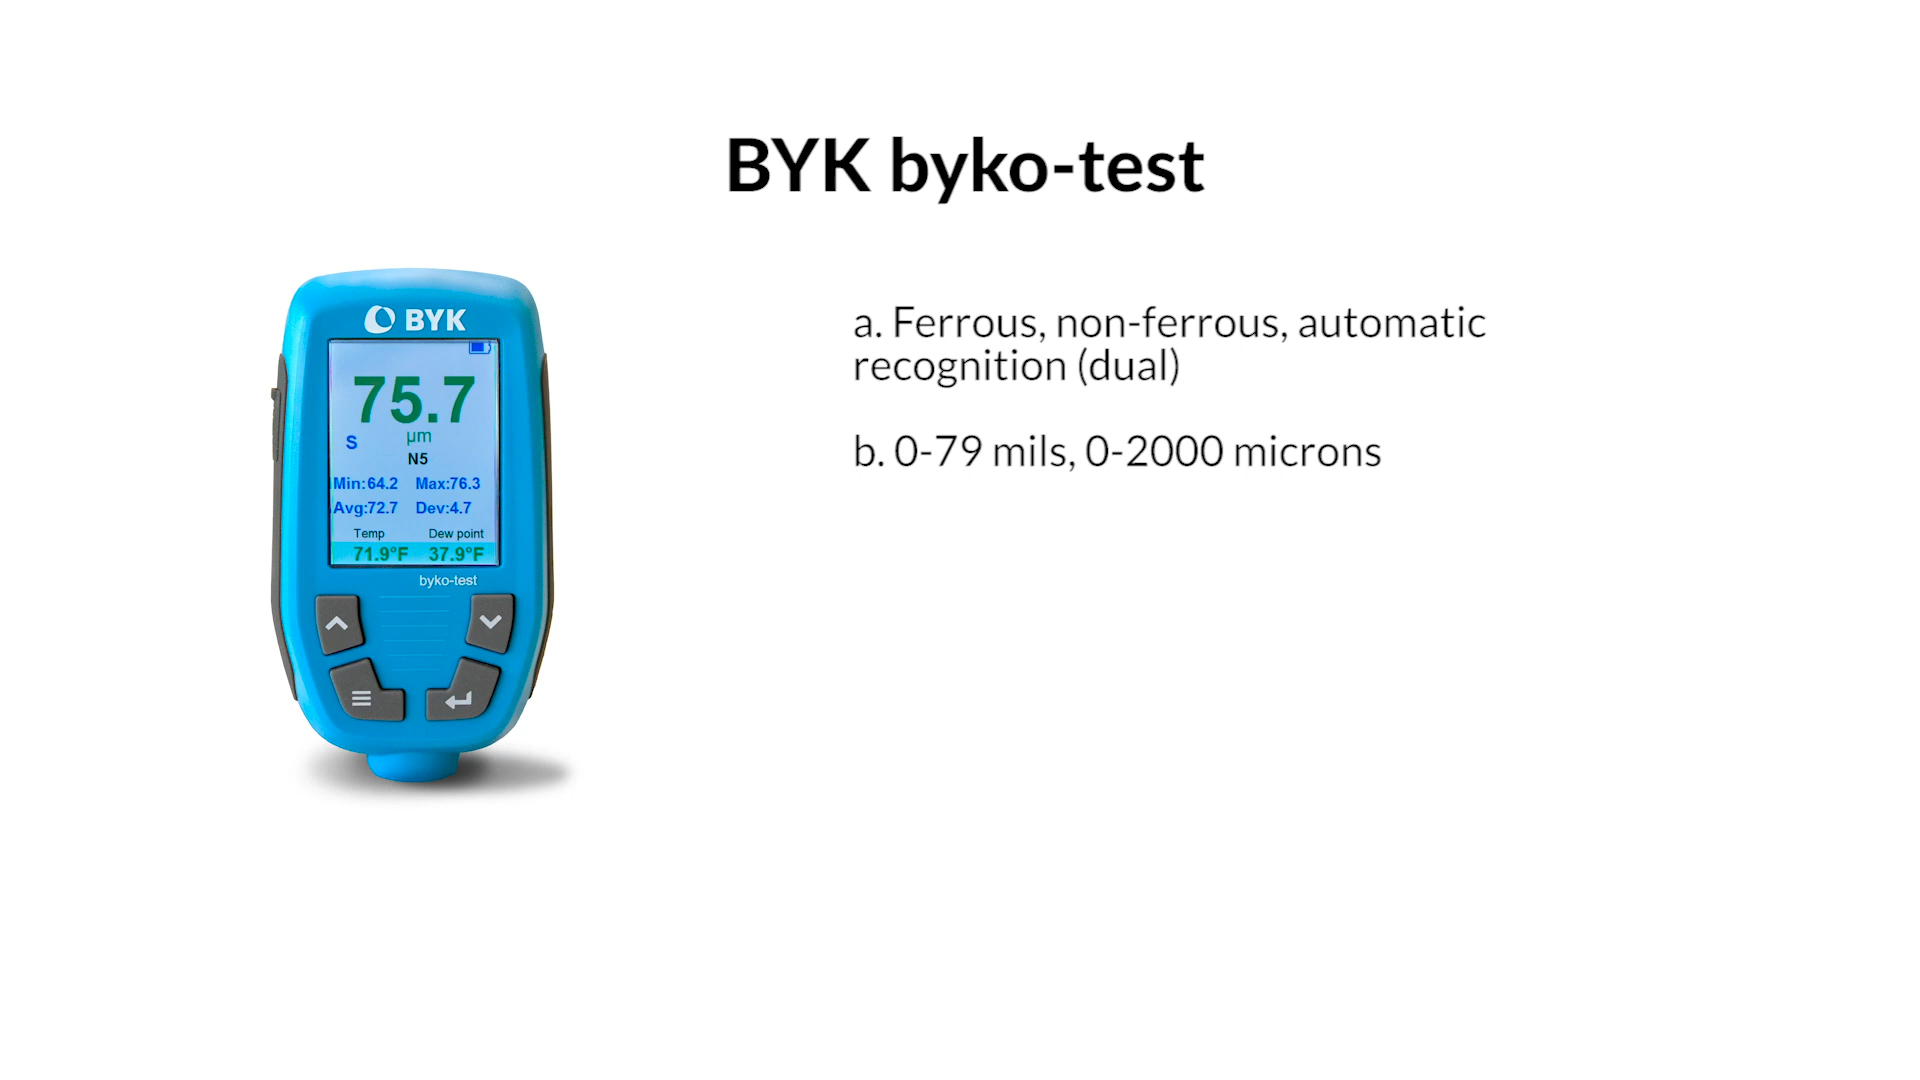 BYK byko-test
BYK
75.7
µm
S
N5
Min:64.2 Max:76.3
Avg:72.7 Dev:4.7
Temp Dew point
71.9°F 37.9°F
byko-test
a. Ferrous, non-ferrous, automatic
recognition (dual)
b. 0-79 mils, 0-2000 microns